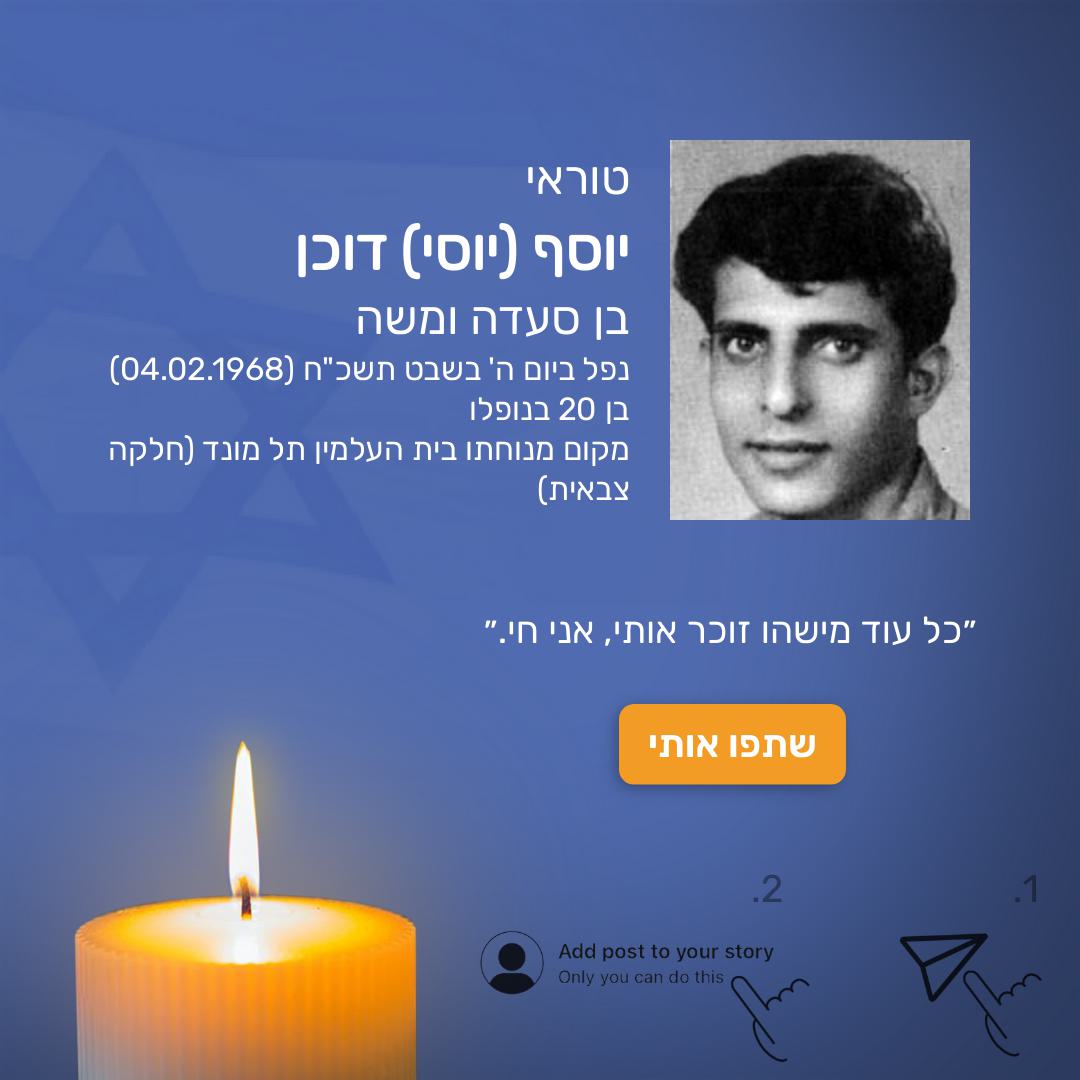 טוראי
יוסף (יוסי) דוכן
בן סעדה ומשה
נפל ביום ה' בשבט תשכ"ח (04.02.1968)
בן 20 בנופלו
מקום מנוחתו בית העלמין תל מונד (חלקה
צבאית)
״כל עוד מישהו זוכר אותי, אני חי.״
שתפו אותי
1.
2.
Add post to your story
Only you can do this